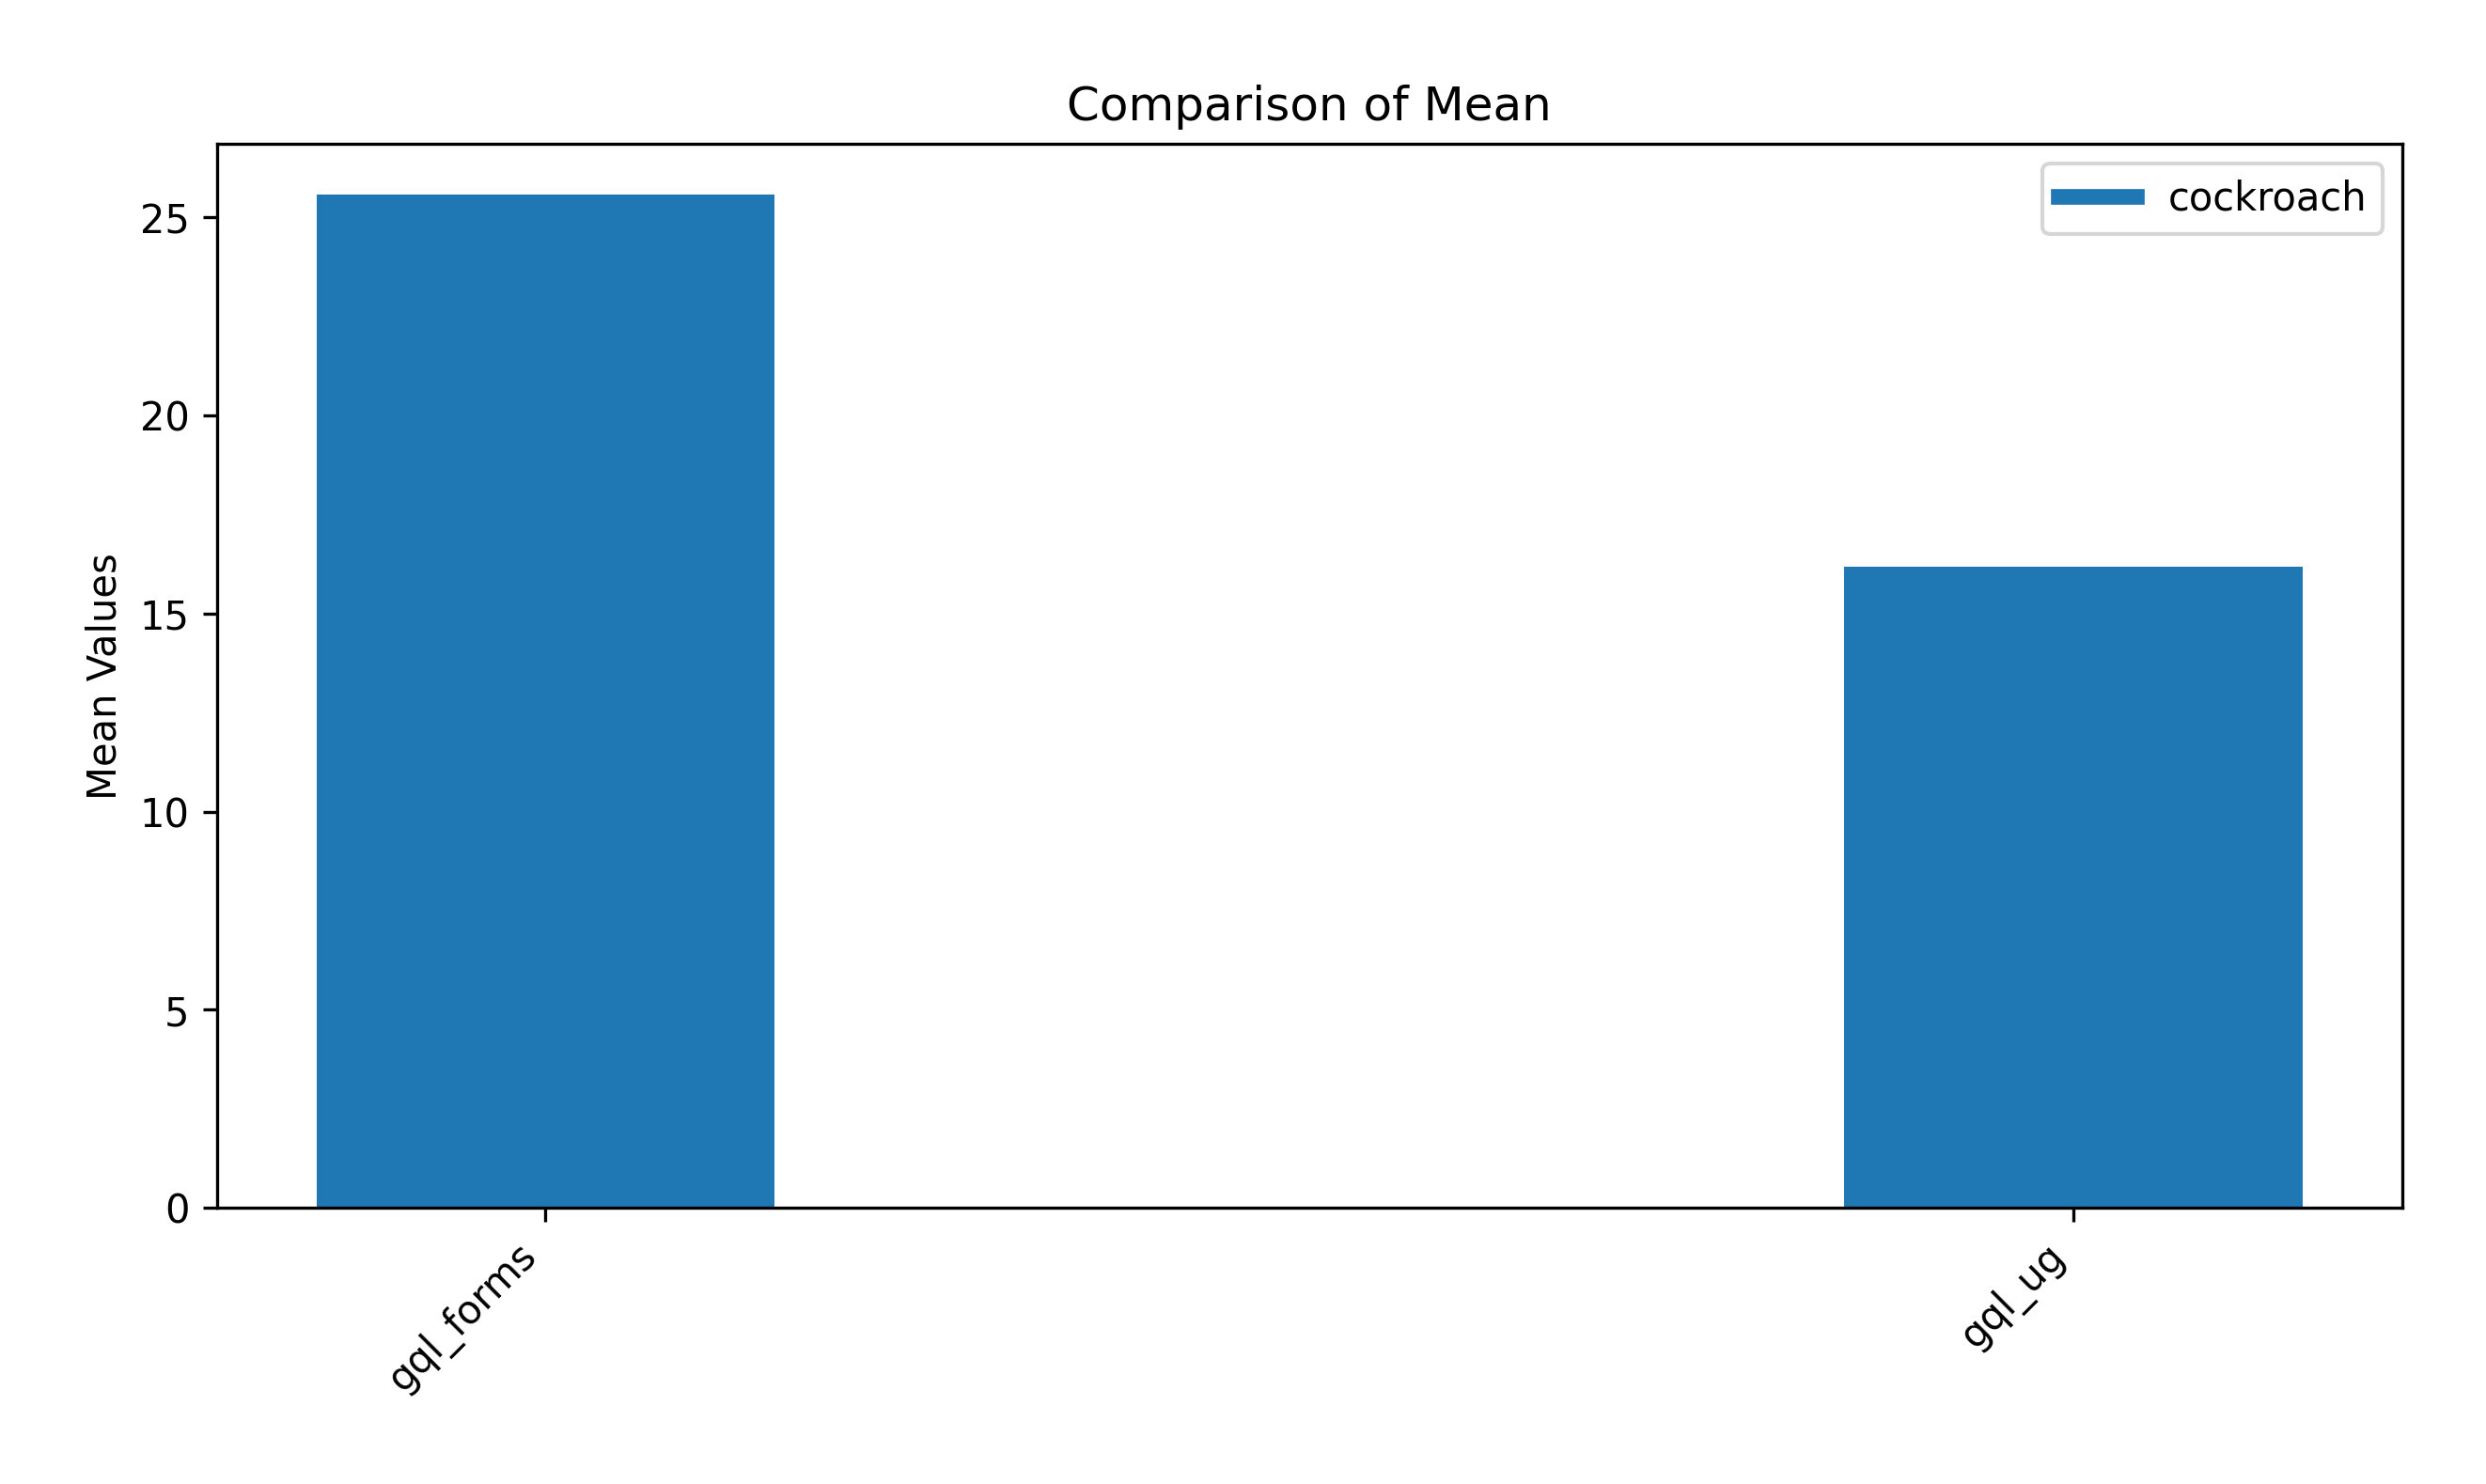 Comparison of Mean
cockroach
Mean Values
25
20
15
10
5
0
gql_forms
gql_ug